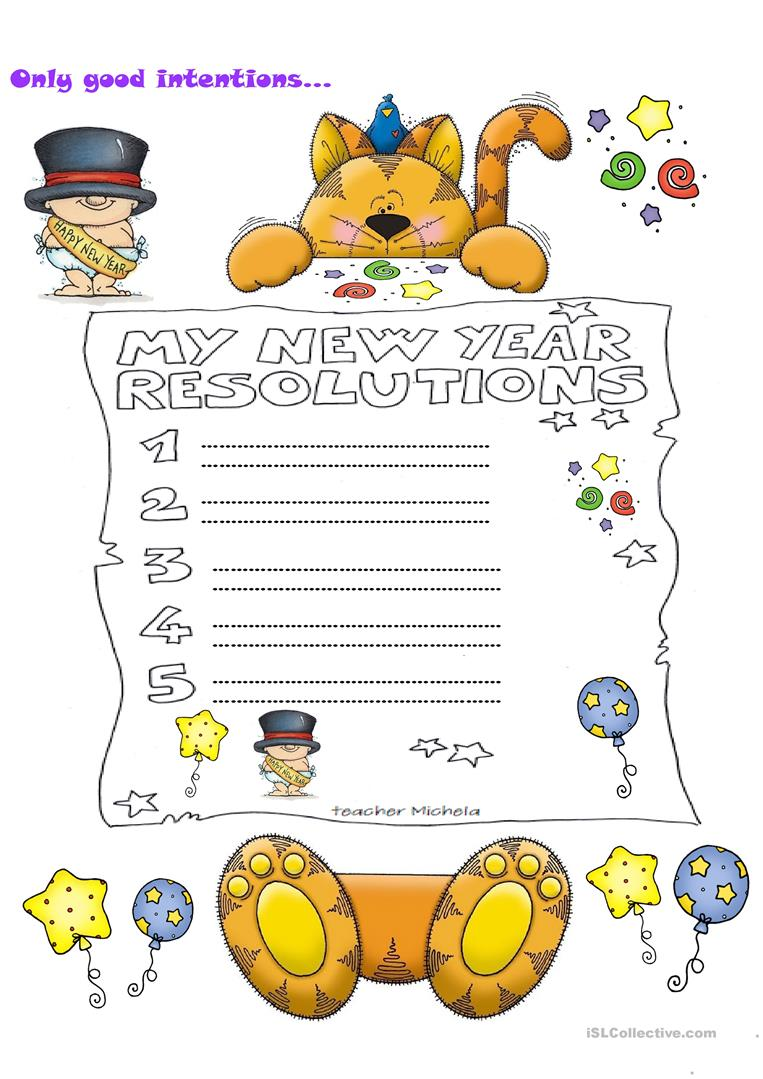 Only good intentions...
HAPPY NEW YEAR
MY NEW YEAR
RESOLUTIONS
1
2
3
4
5
HAPPY NEW YEAR
teacher Michela
iSLCollective.com